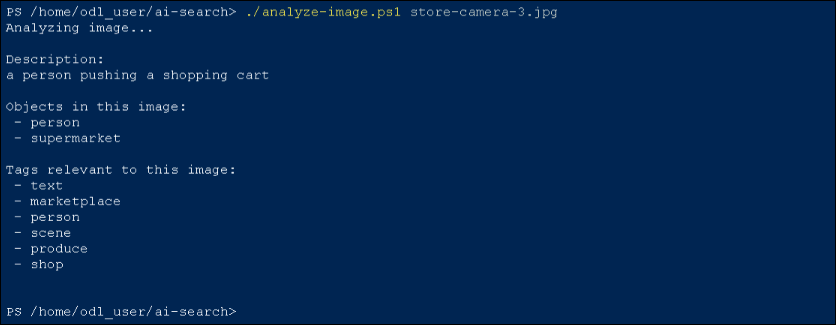 PS /home/odl_user/ai-search> ./analyze-image.ps1 store-camera-3.jpg
Analyzing image...
Description:
a person pushing a shopping cart
Objects in this image:
- person
- supermarket
Tags relevant to this image:
- text
- marketplace
- person
- scene
- produce
- shop
PS /home/odl_user/ai-search>